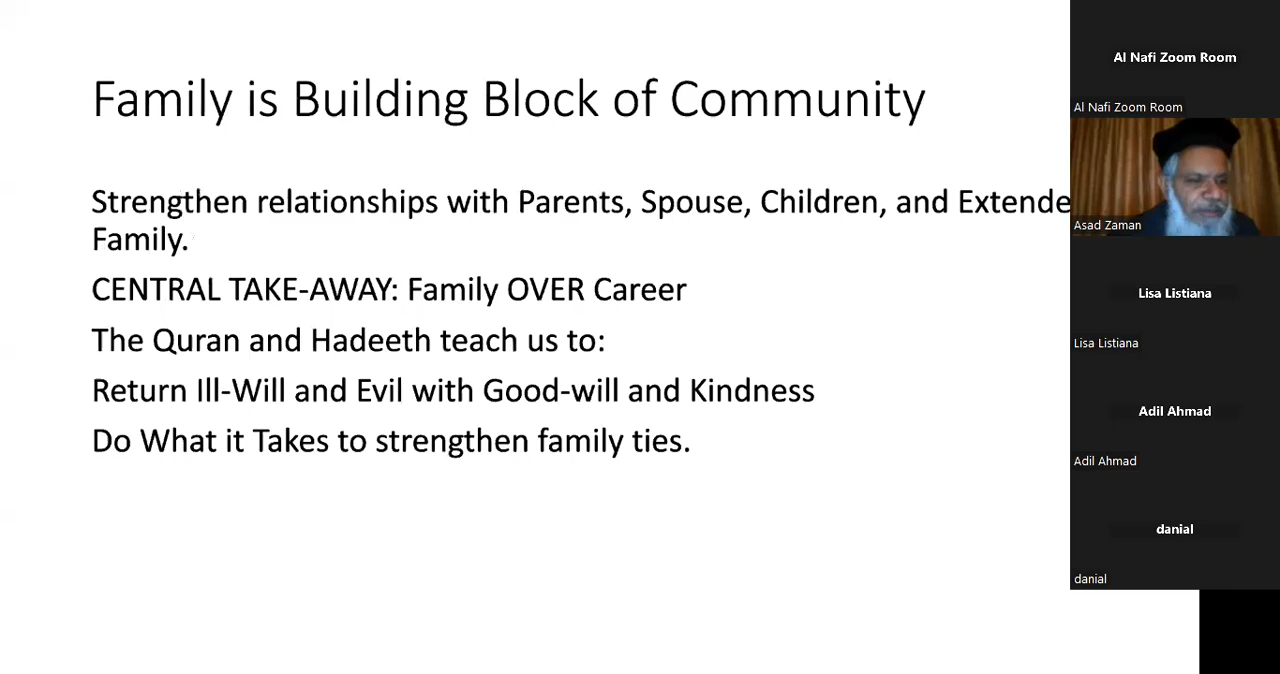 Family is Building Block of Community
Strengthen relationships with Parents, Spouse, Children, and Extende
Family.
CENTRAL TAKE-AWAY: Family OVER Career
The Quran and Hadeeth teach us to:
Return Ill-Will and Evil with Good-will and Kindness
Do What it Takes to strengthen family ties.
Al Nafi Zoom Room
Al Nafi Zoom Room
Asad Zaman
Lisa Listiana
Lisa Listiana
Adil Ahmad
Adil Ahmad
danial
danial